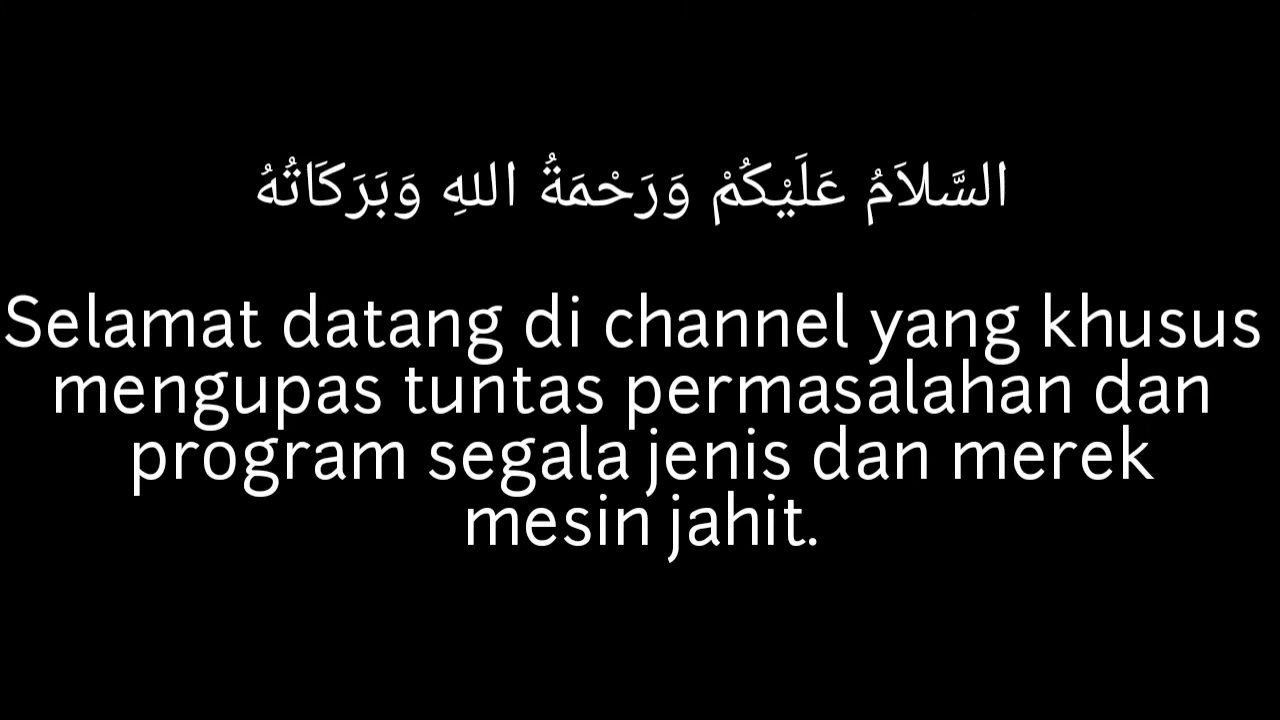 السَّلاَمُ عَلَيْكُمْ وَرَحْمَةُ اللهِ وَبَرَكَاتُهُ
Selamat datang di channel yang khusus
mengupas tuntas permasalahan dan
program segala jenis dan merek
mesin jahit.